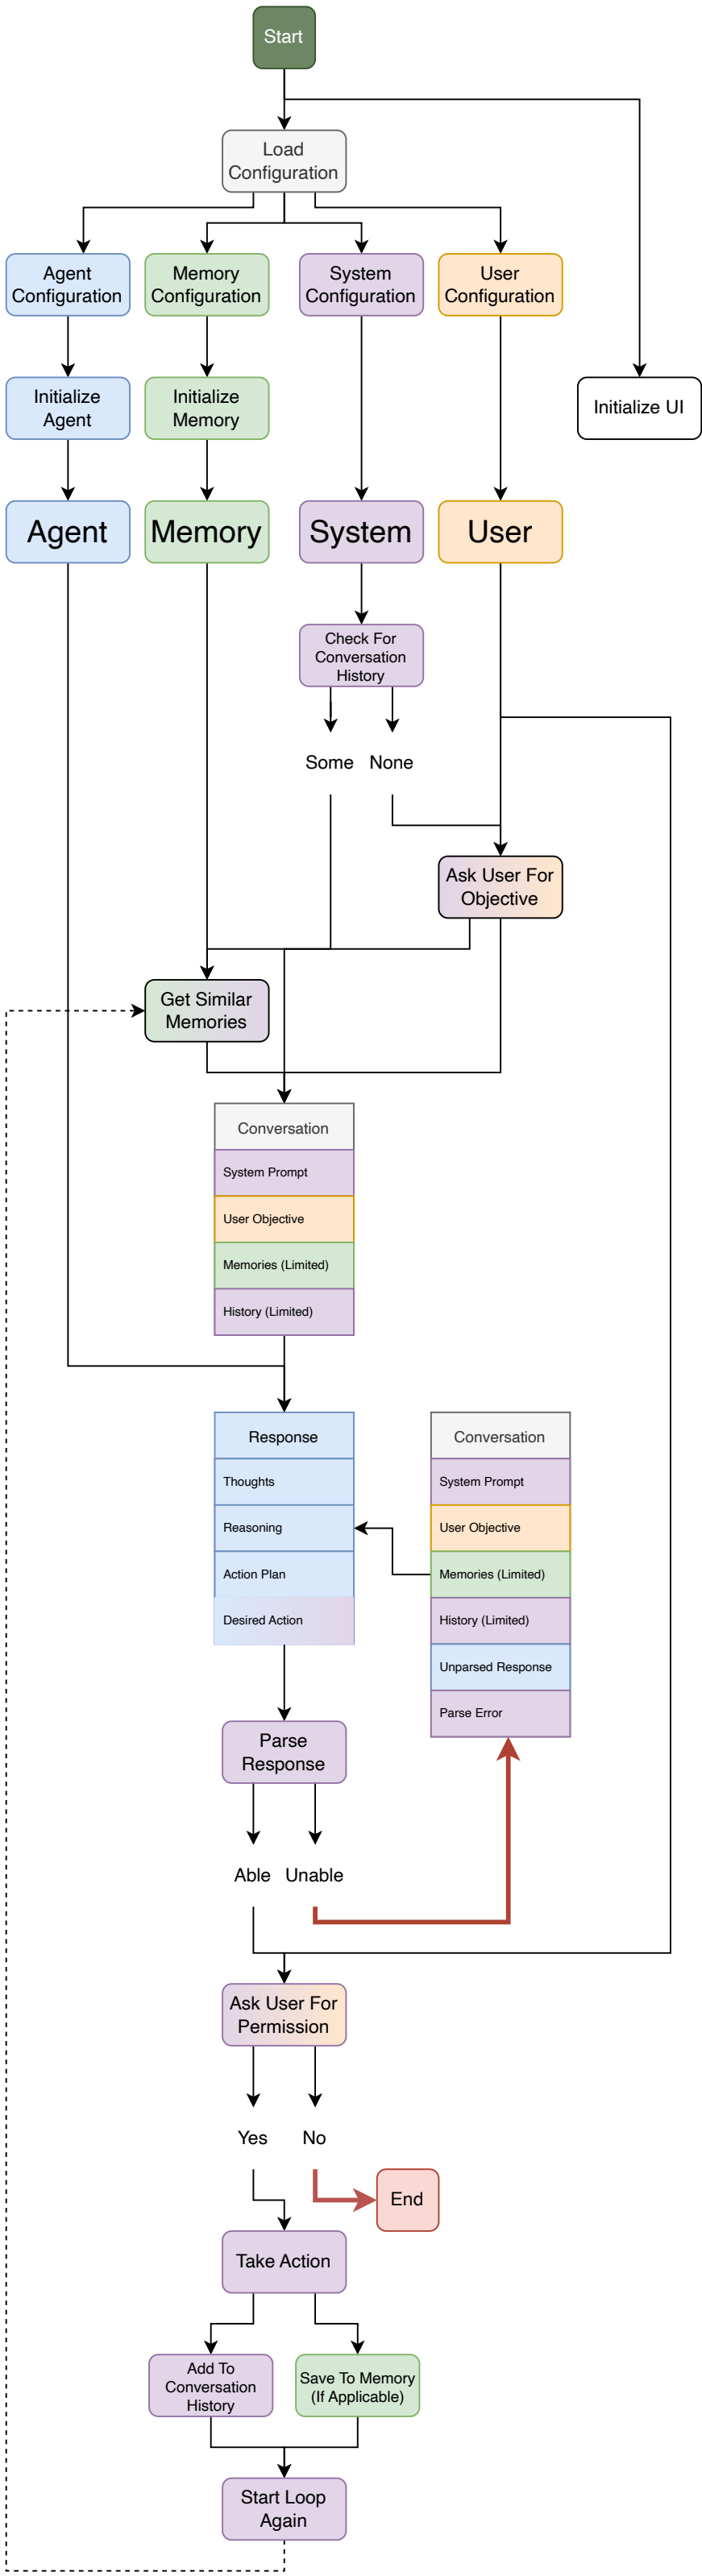 Start
Load
Configuration
Agent
Configuration
Memory
Configuration
System
Configuration
User
Configuration
Initialize
Agent
Initialize
Memory
Initialize UI
Agent
Memory
System
User
Check For
Conversation
History
Some
None
Ask User For
Objective
Get Similar
Memories
Conversation
System Prompt
User Objective
Memories (Limited)
History (Limited)
Response
Thoughts
Reasoning
Action Plan
Desired Action
Conversation
System Prompt
User Objective
Memories (Limited)
History (Limited)
Unparsed Response
Parse Error
Parse
Response
Able
Unable
Ask User For
Permission
Yes
No
End
Take Action
Add To
Conversation
History
Save To Memory
(If Applicable)
Start Loop
Again